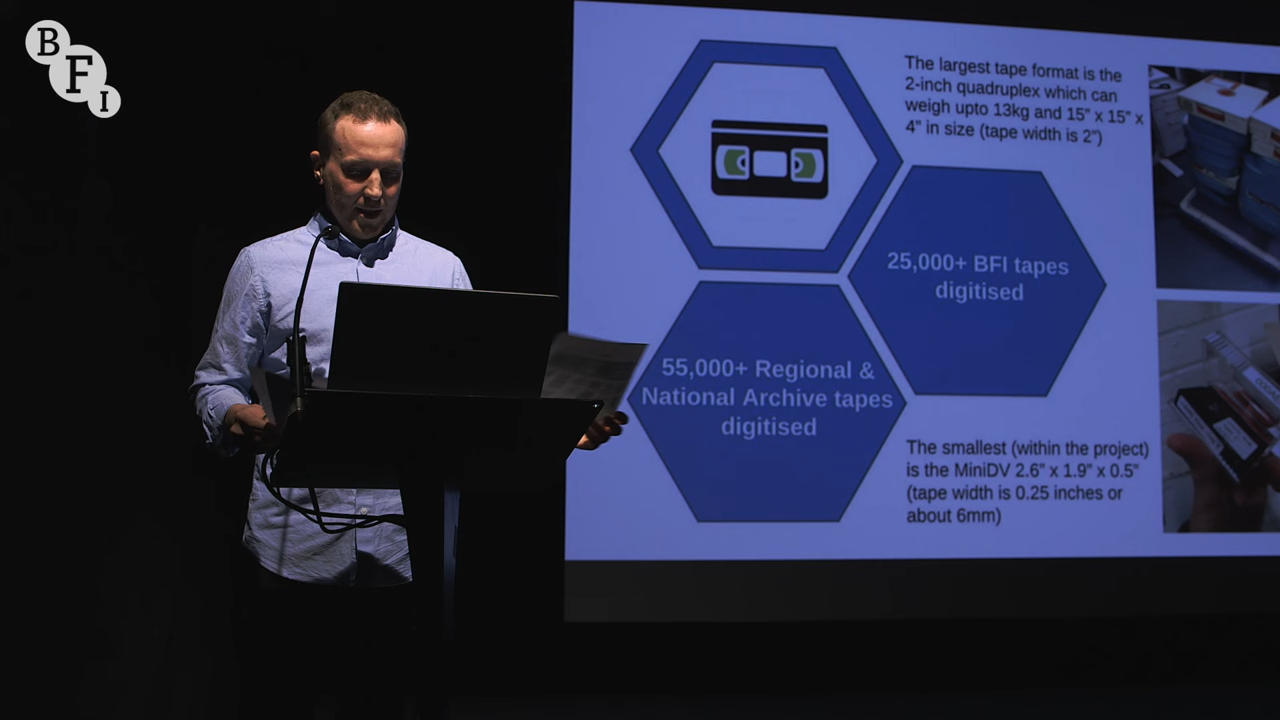 BFI
The largest tape format is the
2-inch quadruplex which can
weigh upto 13kg and 15" x 15" x
4" in size (tape width is 2")
25,000+ BFI tapes
digitised
55,000+ Regional &
National Archive tapes
digitised
The smallest (within the project)
is the MiniDV 2.6" x 1.9" x 0.5"
(tape width is 0.25 inches or
about 6mm)